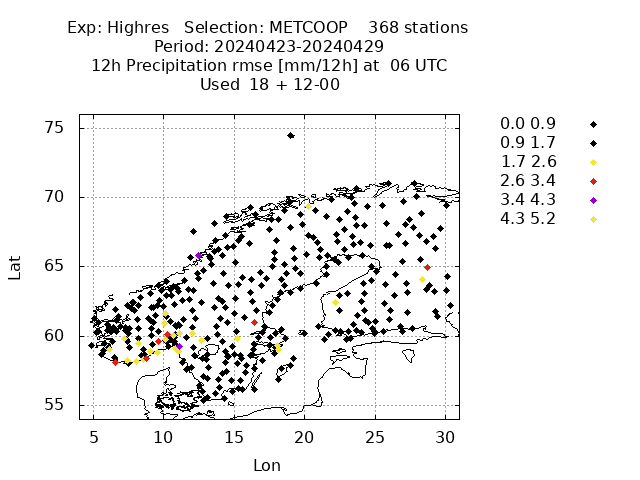 Exp: Highres   Selection: METCOOP    368 stations
Period: 20240423-20240429
12h Precipitation rmse [mm/12h] at  06 UTC
Used  18 + 12-00
0.0 0.9
0.9 1.7
1.7 2.6
2.6 3.4
3.4 4.3
4.3 5.2
75
70
65
60
55
Lat
5 10 15 20 25 30
Lon